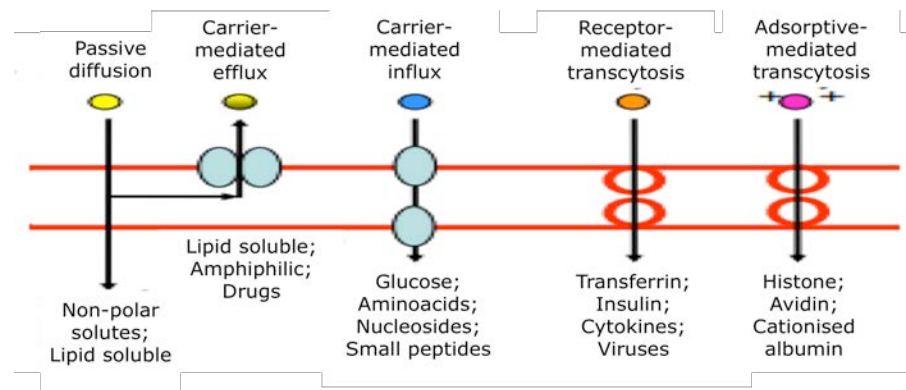 Passive
diffusion
Carrier-
mediated
efflux
Carrier-
mediated
influx
Receptor-
mediated
transcytosis
Adsorptive-
mediated
transcytosis
+ +
Non-polar
solutes;
Lipid soluble
Lipid soluble;
Amphiphilic;
Drugs
Glucose;
Aminoacids;
Nucleosides;
Small peptides
Transferrin;
Insulin;
Cytokines;
Viruses
Histone;
Avidin;
Cationised
albumin